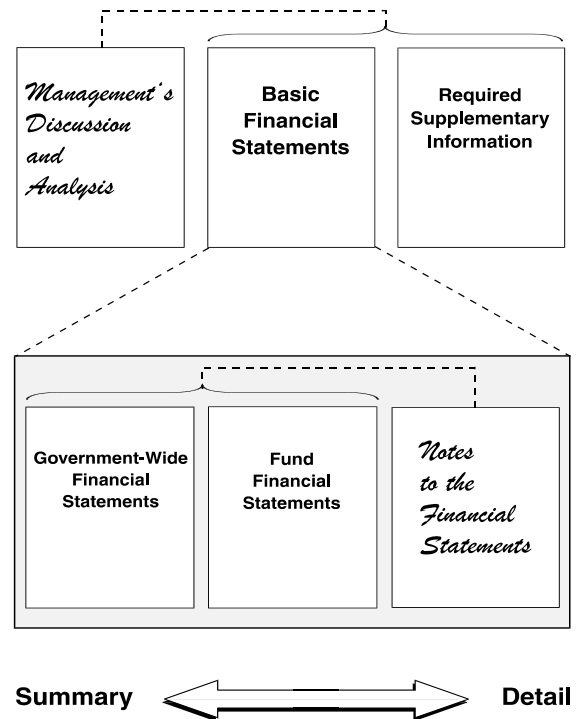 Management's
Discussion
and
Analysis
Basic
Financial
Statements
Required
Supplementary
Information
Government-Wide
Financial
Statements
Fund
Financial
Statements
Notes
to the
Financial
Statements
Summary
Detail